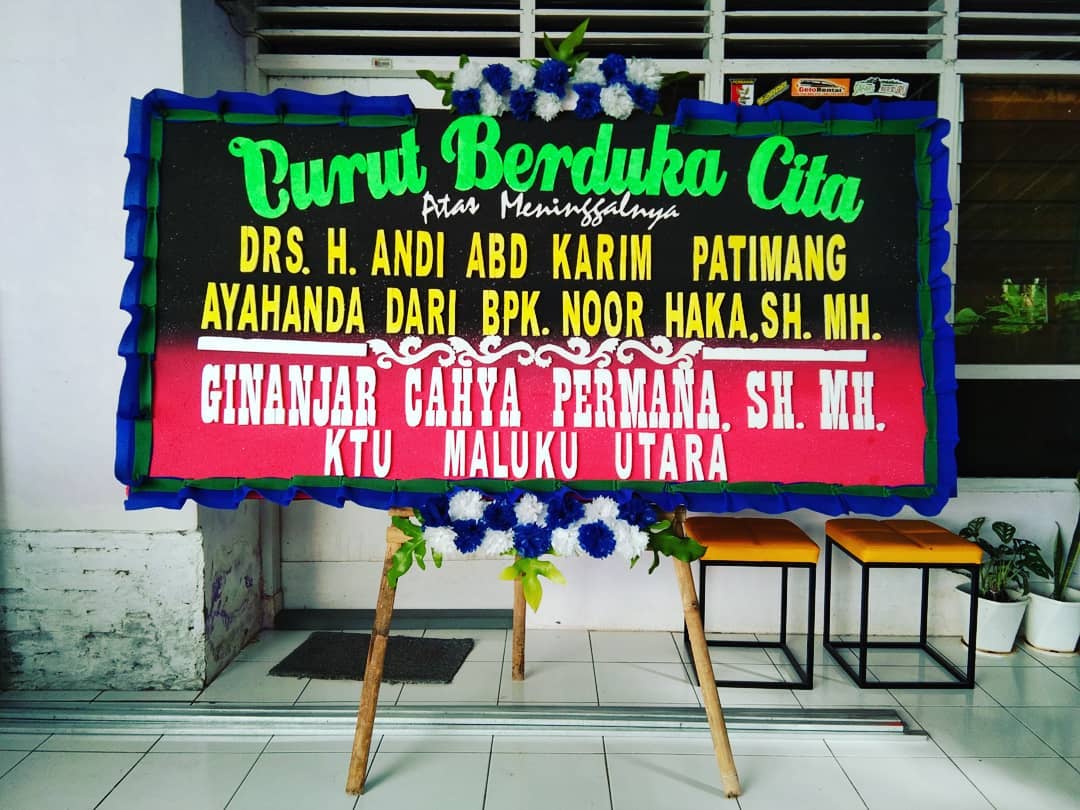 Turut Berduka Cita
Atas Meninggalnya
DRS. H. ANDI ABD KARIM PATIMANG
AYAHANDA DARI BPK. NOOR HAKA, SH. MH.
GINANJAR CAHYA PERMANA, SH. MH.
KTU MALUKU UTARA
GetoRental